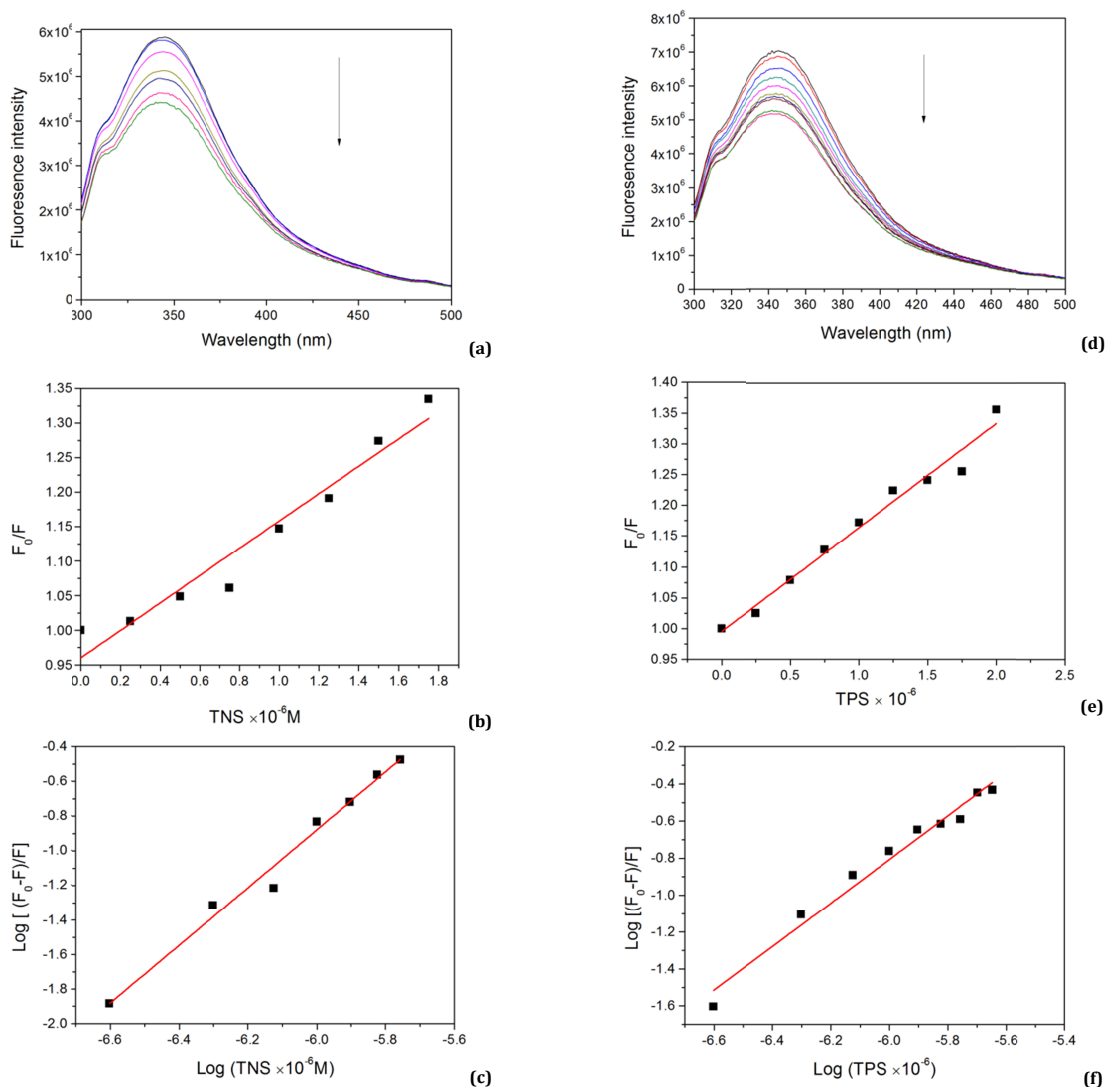 6x10⁶
5x10⁶
4x10⁶
3x10⁶
2x10⁶
1x10⁶
0
Fluoresence intensity
300 350 400 450 500
Wavelength (nm)
(a)
8x10⁶
7x10⁶
6x10⁶
5x10⁶
4x10⁶
3x10⁶
2x10⁶
1x10⁶
0
Fluoresence intensity
300 320 340 360 380 400 420 440 460 480 500
Wavelength (nm)
(d)
1.35
1.30
1.25
1.20
1.15
1.10
1.05
1.00
0.95
F₀/F
0.0 0.2 0.4 0.6 0.8 1.0 1.2 1.4 1.6 1.8
TNS ×10⁻⁶M
(b)
1.40
1.35
1.30
1.25
1.20
1.15
1.10
1.05
1.00
0.95
F₀/F
0.0 0.5 1.0 1.5 2.0 2.5
TPS × 10⁻⁶
(e)
-0.4
-0.6
-0.8
-1.0
-1.2
-1.4
-1.6
-1.8
-2.0
Log [ (F₀-F)/F]
-6.6 -6.4 -6.2 -6.0 -5.8 -5.6
Log (TNS ×10⁻⁶M)
(c)
-0.2
-0.4
-0.6
-0.8
-1.0
-1.2
-1.4
-1.6
Log [(F₀-F)/F]
-6.6 -6.4 -6.2 -6.0 -5.8 -5.6 -5.4
Log (TPS ×10⁻⁶)
(f)